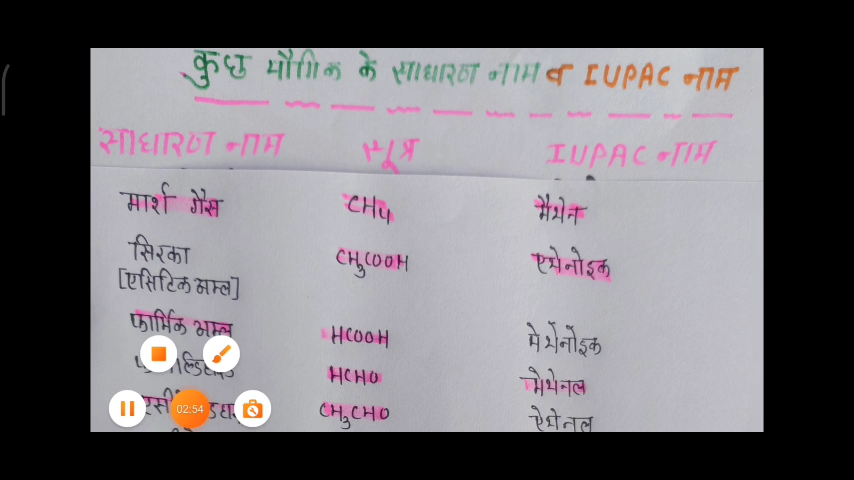 कुछ यौगिक के साधारण नाम व IUPAC नाम
साधारण नाम सूत्र IUPAC नाम
मार्श गैस CH4 मैथेन
सिरका CH3COOH एथेनोइक
[एसिटिक अम्ल]
फार्मिक अम्ल HCOOH मेथेनोइक
HCHO मेथेनल
CH3CHO ऐथेनल
02:54